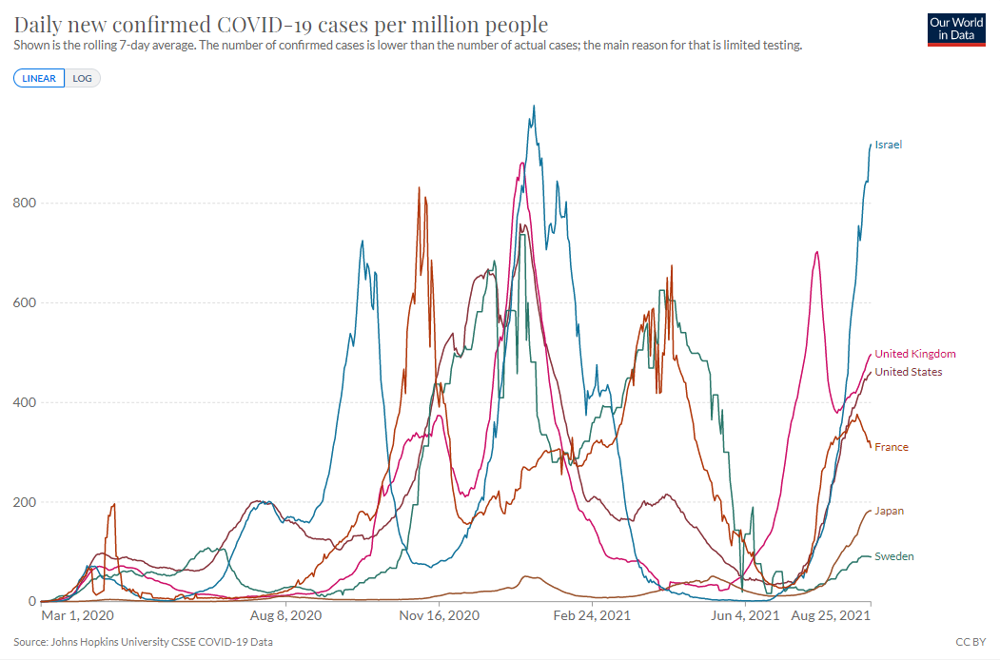 Daily new confirmed COVID-19 cases per million people
Shown is the rolling 7-day average. The number of confirmed cases is lower than the number of actual cases; the main reason for that is limited testing.
Our World
in Data
LINEAR LOG
Israel
800
600
United Kingdom
United States
400
France
200
Japan
Sweden
0
Mar 1, 2020 Aug 8, 2020 Nov 16, 2020 Feb 24, 2021 Jun 4, 2021 Aug 25, 2021
Source: Johns Hopkins University CSSE COVID-19 Data CC BY